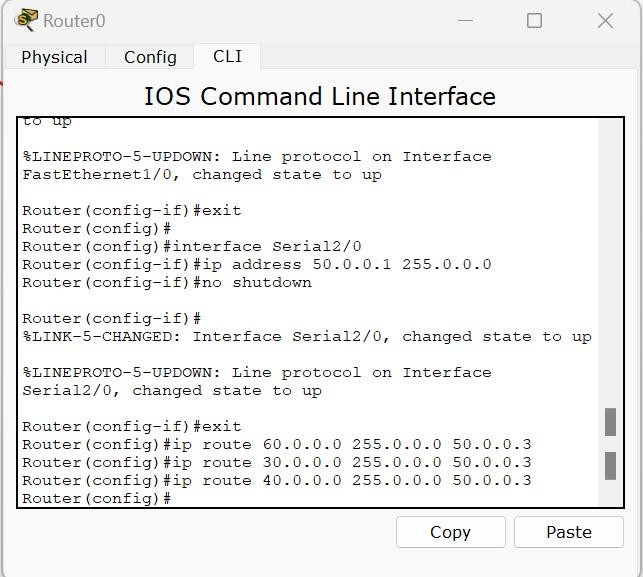 Router0
Physical Config CLI
IOS Command Line Interface
to up
%LINEPROTO-5-UPDOWN: Line protocol on Interface
FastEthernet1/0, changed state to up
Router(config-if)#exit
Router(config)#
Router(config)#interface Serial2/0
Router(config-if)#ip address 50.0.0.1 255.0.0.0
Router(config-if)#no shutdown
Router(config-if)#
%LINK-5-CHANGED: Interface Serial2/0, changed state to up
%LINEPROTO-5-UPDOWN: Line protocol on Interface
Serial2/0, changed state to up
Router(config-if)#exit
Router(config)#ip route 60.0.0.0 255.0.0.0 50.0.0.3
Router(config)#ip route 30.0.0.0 255.0.0.0 50.0.0.3
Router(config)#ip route 40.0.0.0 255.0.0.0 50.0.0.3
Router(config)#
Copy Paste